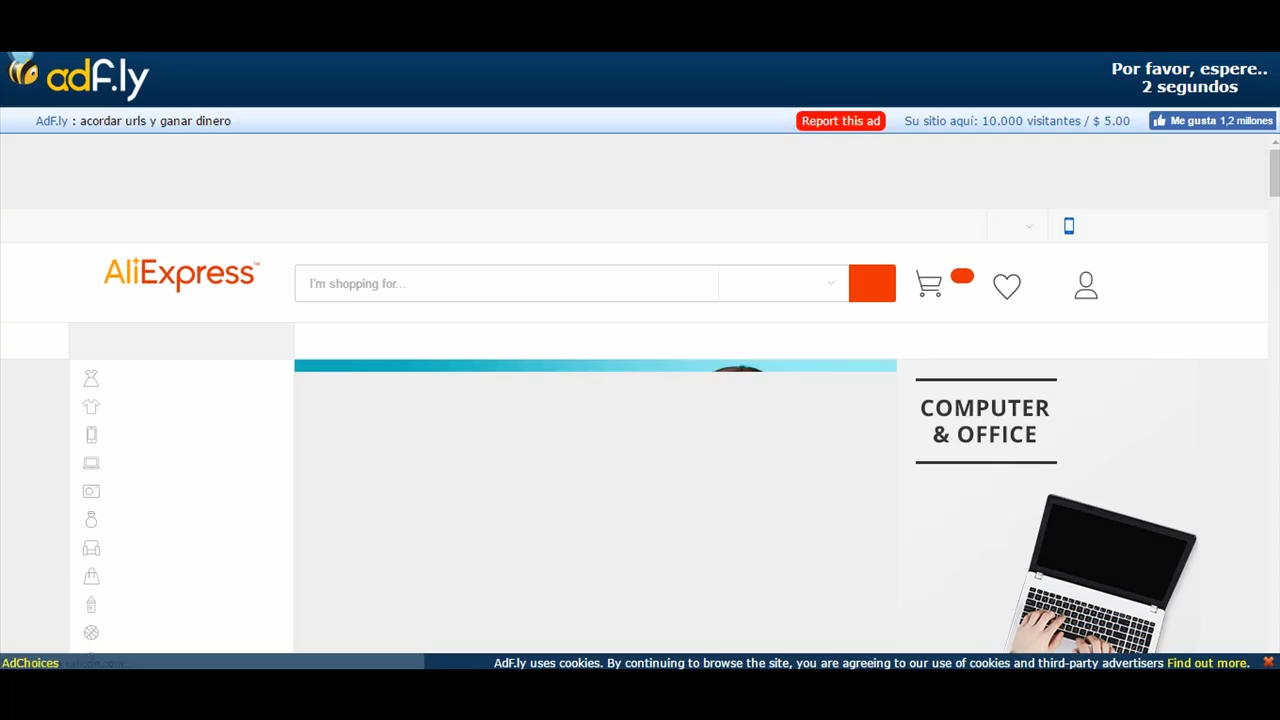 adf.ly
Por favor, espere..
2 segundos
AdF.ly : acordar urls y ganar dinero
Report this ad
Su sitio aquí: 10.000 visitantes / $ 5.00
Me gusta 1,2 millones
AliExpress™
I'm shopping for...
COMPUTER
& OFFICE
AdChoices
AdF.ly uses cookies. By continuing to browse the site, you are agreeing to our use of cookies and third-party advertisers Find out more.